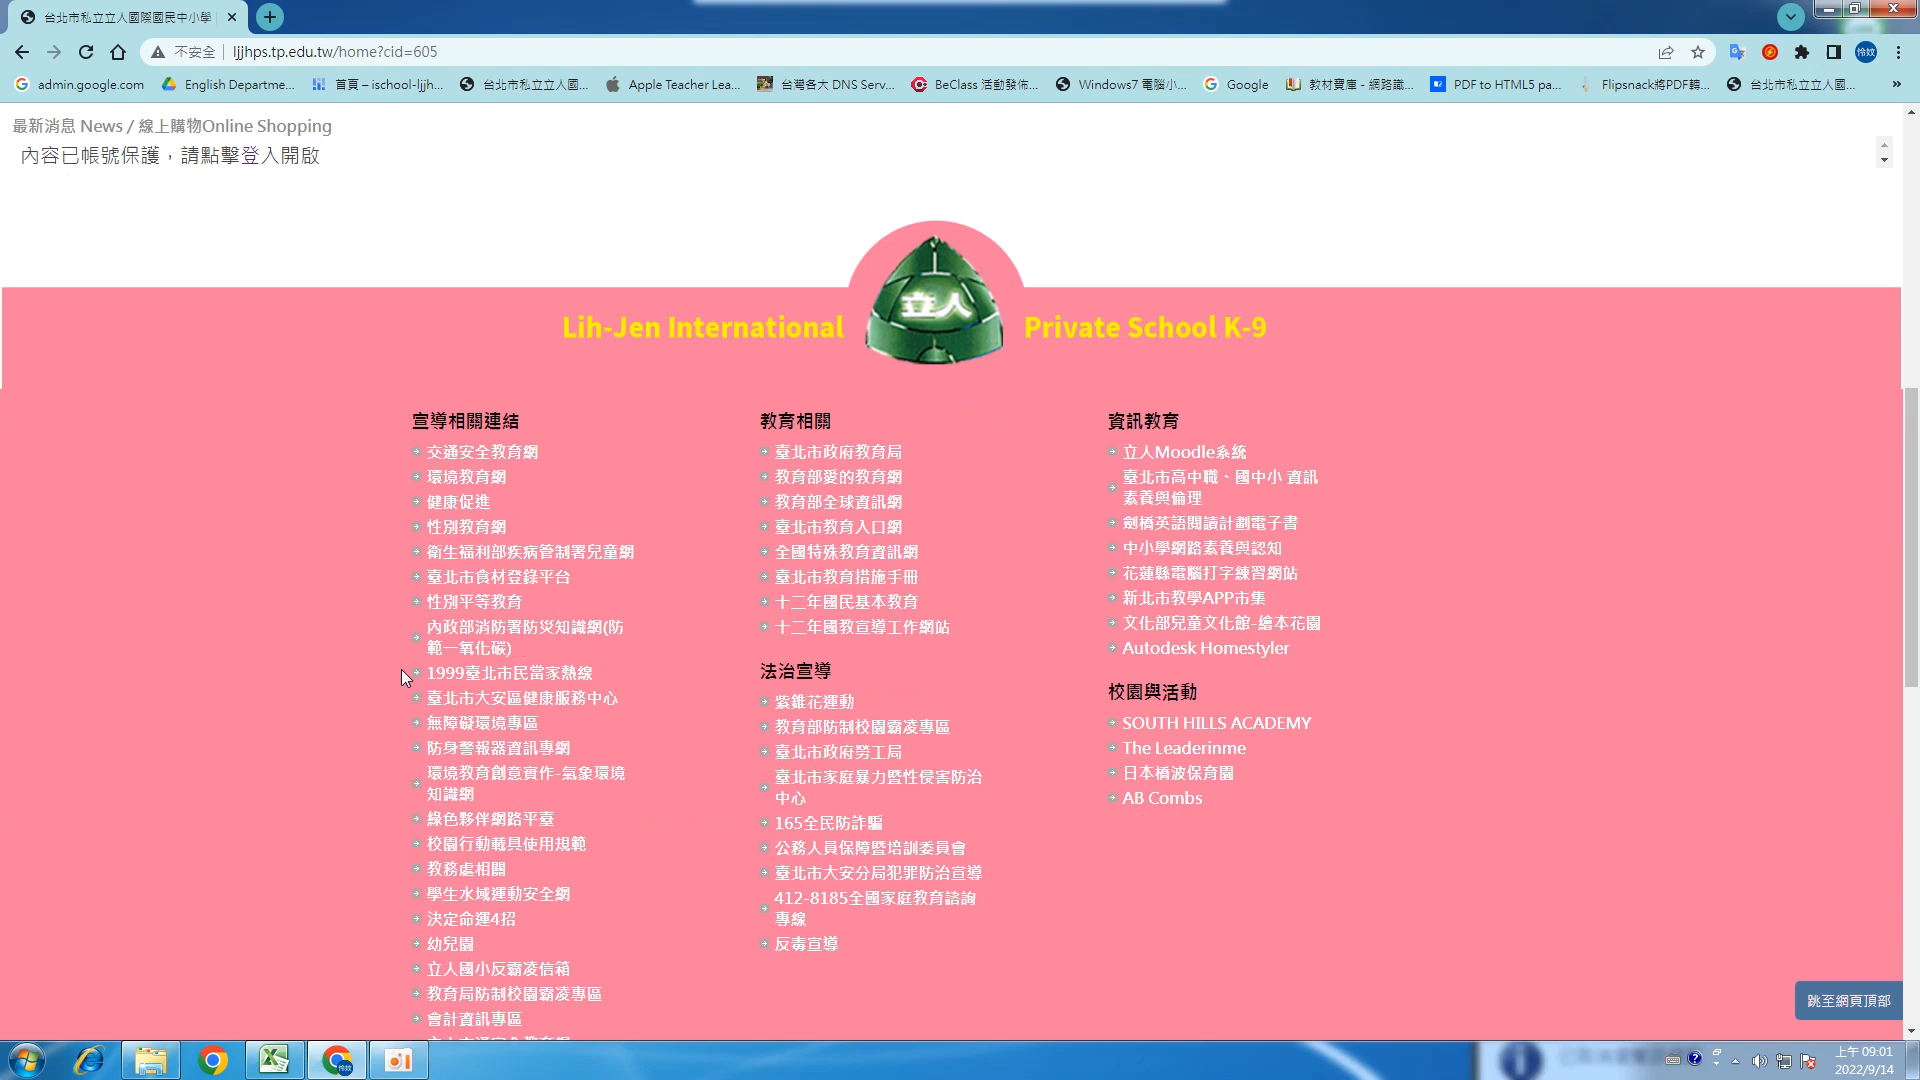 台北市私立立人國際國民中小學
不安全
ljjhps.tp.edu.tw/home?cid=605
怜妏
admin.google.com
English Departme...
首頁 – ischool-ljjh...
台北市私立立人國...
Apple Teacher Lea...
台灣各大 DNS Serv...
BeClass 活動發佈...
Windows7 電腦小...
Google
教材寶庫 - 網路識...
PDF to HTML5 pa...
Flipsnack將PDF轉...
台北市私立立人國...
最新消息 News / 線上購物Online Shopping
內容已帳號保護，請點擊登入開啟
立人
Lih-Jen International
Private School K-9
宣導相關連結
交通安全教育網
環境教育網
健康促進
性別教育網
衛生福利部疾病管制署兒童網
臺北市食材登錄平台
性別平等教育
內政部消防署防災知識網(防
範一氧化碳)
1999臺北市民當家熱線
臺北市大安區健康服務中心
無障礙環境專區
防身警報器資訊專網
環境教育創意實作-氣象環境
知識網
綠色夥伴網路平臺
校園行動載具使用規範
教務處相關
學生水域運動安全網
決定命運4招
幼兒園
立人國小反霸凌信箱
教育局防制校園霸凌專區
會計資訊專區
教育相關
臺北市政府教育局
教育部愛的教育網
教育部全球資訊網
臺北市教育入口網
全國特殊教育資訊網
臺北市教育措施手冊
十二年國民基本教育
十二年國教宣導工作網站
法治宣導
紫錐花運動
教育部防制校園霸凌專區
臺北市政府勞工局
臺北市家庭暴力暨性侵害防治
中心
165全民防詐騙
公務人員保障暨培訓委員會
臺北市大安分局犯罪防治宣導
412-8185全國家庭教育諮詢
專線
反毒宣導
資訊教育
立人Moodle系統
臺北市高中職、國中小 資訊
素養與倫理
劍橋英語閱讀計劃電子書
中小學網路素養與認知
花蓮縣電腦打字練習網站
新北市教學APP市集
文化部兒童文化館-繪本花園
Autodesk Homestyler
校園與活動
SOUTH HILLS ACADEMY
The Leaderinme
日本橋波保育園
AB Combs
跳至網頁頂部
怜妏
上午 09:01
2022/9/14